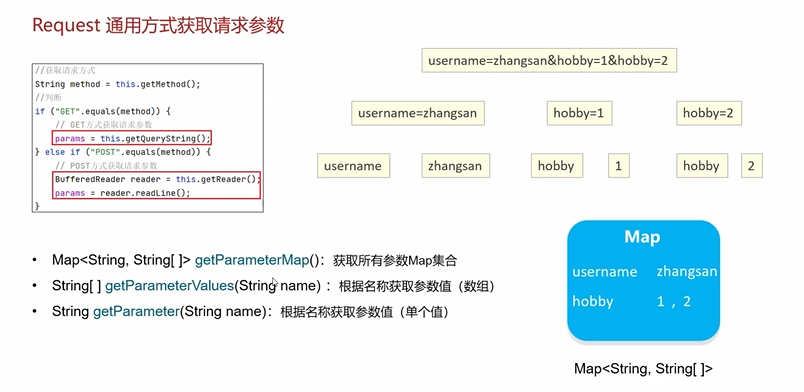 Request 通用方式获取请求参数
//获取请求方式
String method = this.getMethod();
//判断
if ("GET".equals(method)) {
// GET方式获取请求参数
params = this.getQueryString();
} else if ("POST".equals(method)) {
// POST方式获取请求参数
BufferedReader reader = this.getReader();
params = reader.readLine();
}
username=zhangsan&hobby=1&hobby=2
username=zhangsan hobby=1 hobby=2
username zhangsan hobby 1 hobby 2
• Map<String, String[ ]> getParameterMap()：获取所有参数Map集合
• String[ ] getParameterValues(String name) ：根据名称获取参数值（数组）
• String getParameter(String name)：根据名称获取参数值（单个值）
Map
username zhangsan
hobby 1 , 2
Map<String, String[ ]>